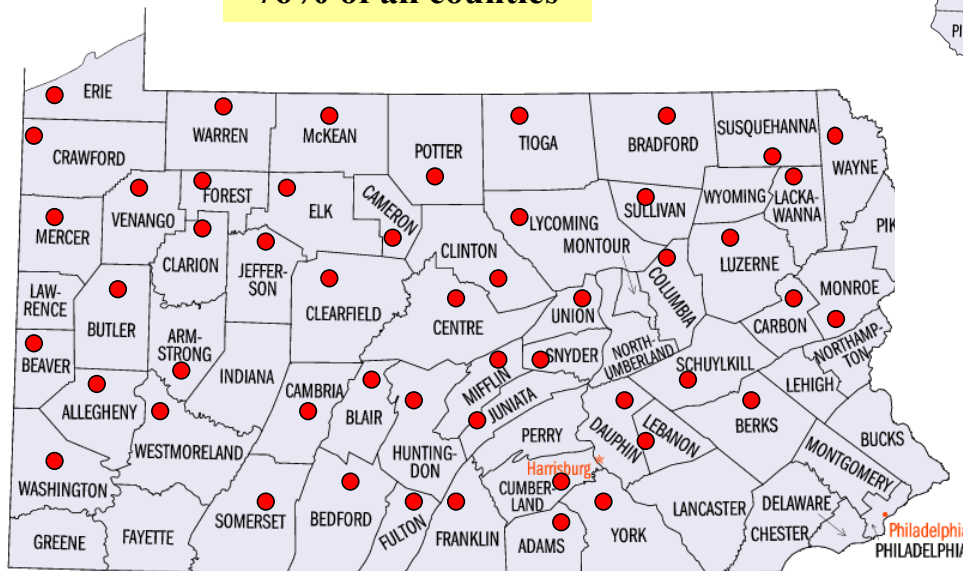 of all counties
PI
ERIE
WARREN
McKEAN
POTTER
TIOGA
BRADFORD
SUSQUEHANNA
WAYNE
CRAWFORD
FOREST
ELK
CAMERON
VENANGO
MERCER
CLARION
JEFFER-
SON
CLINTON
LYCOMING
MONTOUR
SULLIVAN
WYOMING
LACKA-
WANNA
PIK
LUZERNE
COLUMBIA
MONROE
LAW-
RENCE
BUTLER
CLEARFIELD
CENTRE
UNION
CARBON
NORTHAMP-
TON
BEAVER
ARM-
STRONG
INDIANA
CAMBRIA
BLAIR
MIFFLIN
SNYDER
NORTH-
UMBERLAND
SCHUYLKILL
LEHIGH
ALLEGHENY
WESTMORELAND
HUNTING-
DON
JUNIATA
PERRY
DAUPHIN
LEBANON
BERKS
BUCKS
MONTGOMERY
Harrisburg
WASHINGTON
SOMERSET
BEDFORD
FULTON
FRANKLIN
CUMBER-
LAND
ADAMS
YORK
LANCASTER
DELAWARE
CHESTER
GREENE
FAYETTE
Philadelphia
PHILADELPHIA